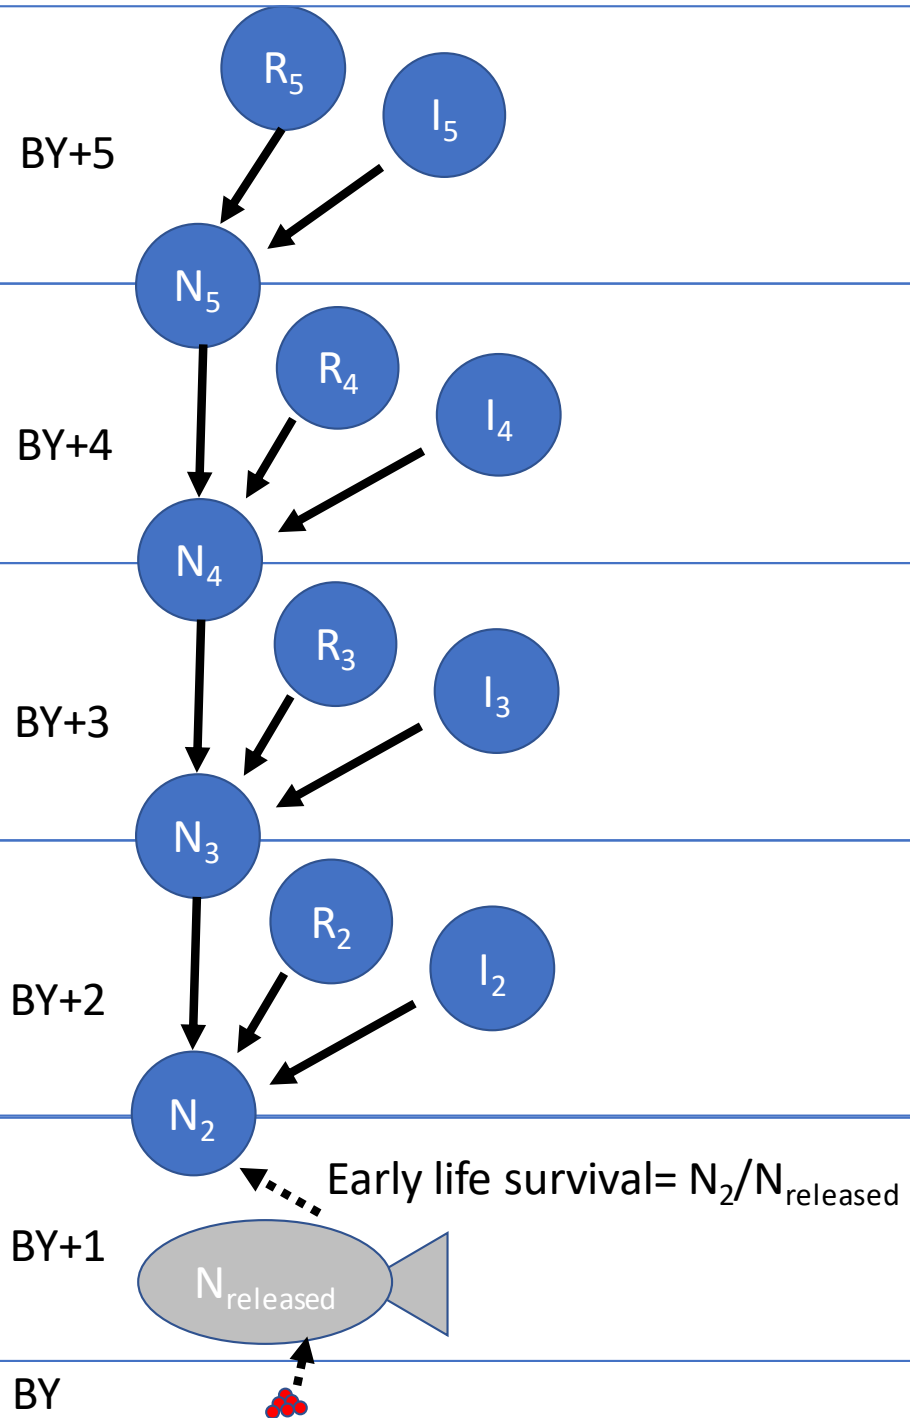 R5
I5
BY+5
N5
R4
I4
BY+4
N4
R3
I3
BY+3
N3
R2
I2
BY+2
N2
Early life survival= N2/Nreleased
BY+1
Nreleased
BY